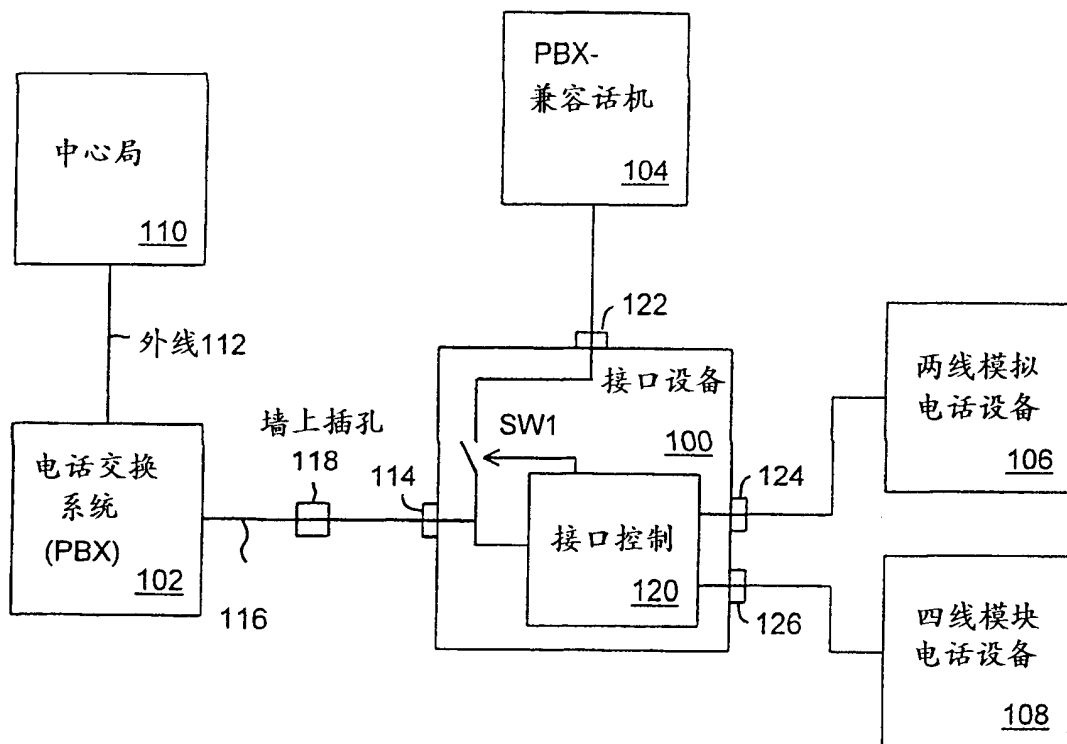 PBX-
兼容话机
104
中心局
110
外线112
122
接口设备
两线模拟
电话设备
106
墙上插孔
118
SW1
100
124
电话交换
系统
(PBX)
102
114
接口控制
120
116
126
四线模块
电话设备
108